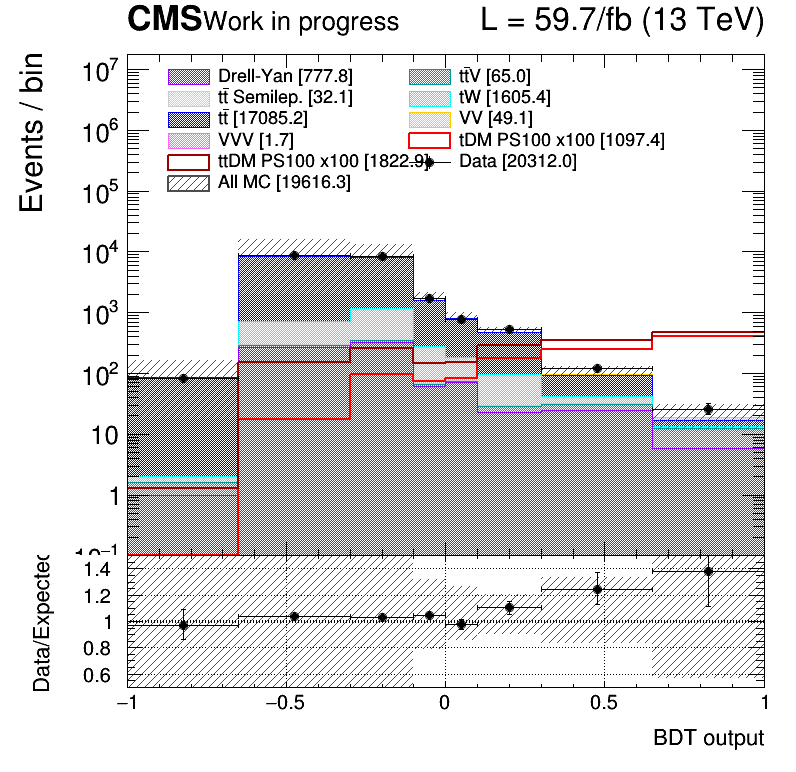 CMS Work in progress L = 59.7/fb (13 TeV)
Events / bin
10⁷
10⁶
10⁵
10⁴
10³
10²
10
1
10⁻¹
Drell-Yan [777.8] tt̄V [65.0]
tt̄ Semilep. [32.1] tW [1605.4]
tt̄ [17085.2] VV [49.1]
VVV [1.7] tDM PS100 x100 [1097.4]
ttDM PS100 x100 [1822.9] Data [20312.0]
All MC [19616.3]
Data/Expected
1.4
1.2
1
0.8
0.6
−1 −0.5 0 0.5 1
BDT output